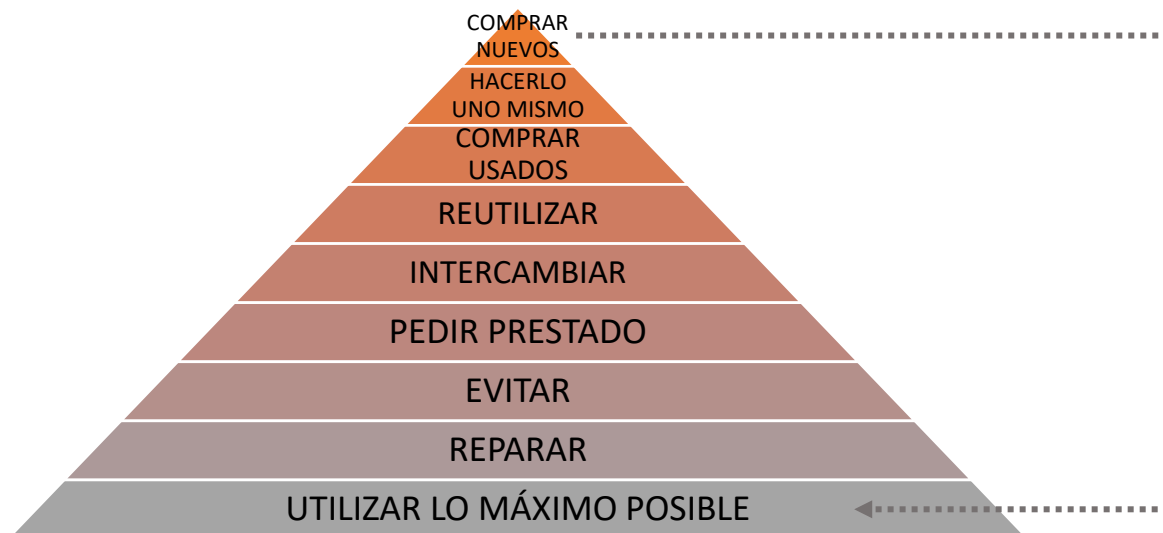 COMPRAR
NUEVOS
HACERLO
UNO MISMO
COMPRAR
USADOS
REUTILIZAR
INTERCAMBIAR
PEDIR PRESTADO
EVITAR
REPARAR
UTILIZAR LO MÁXIMO POSIBLE